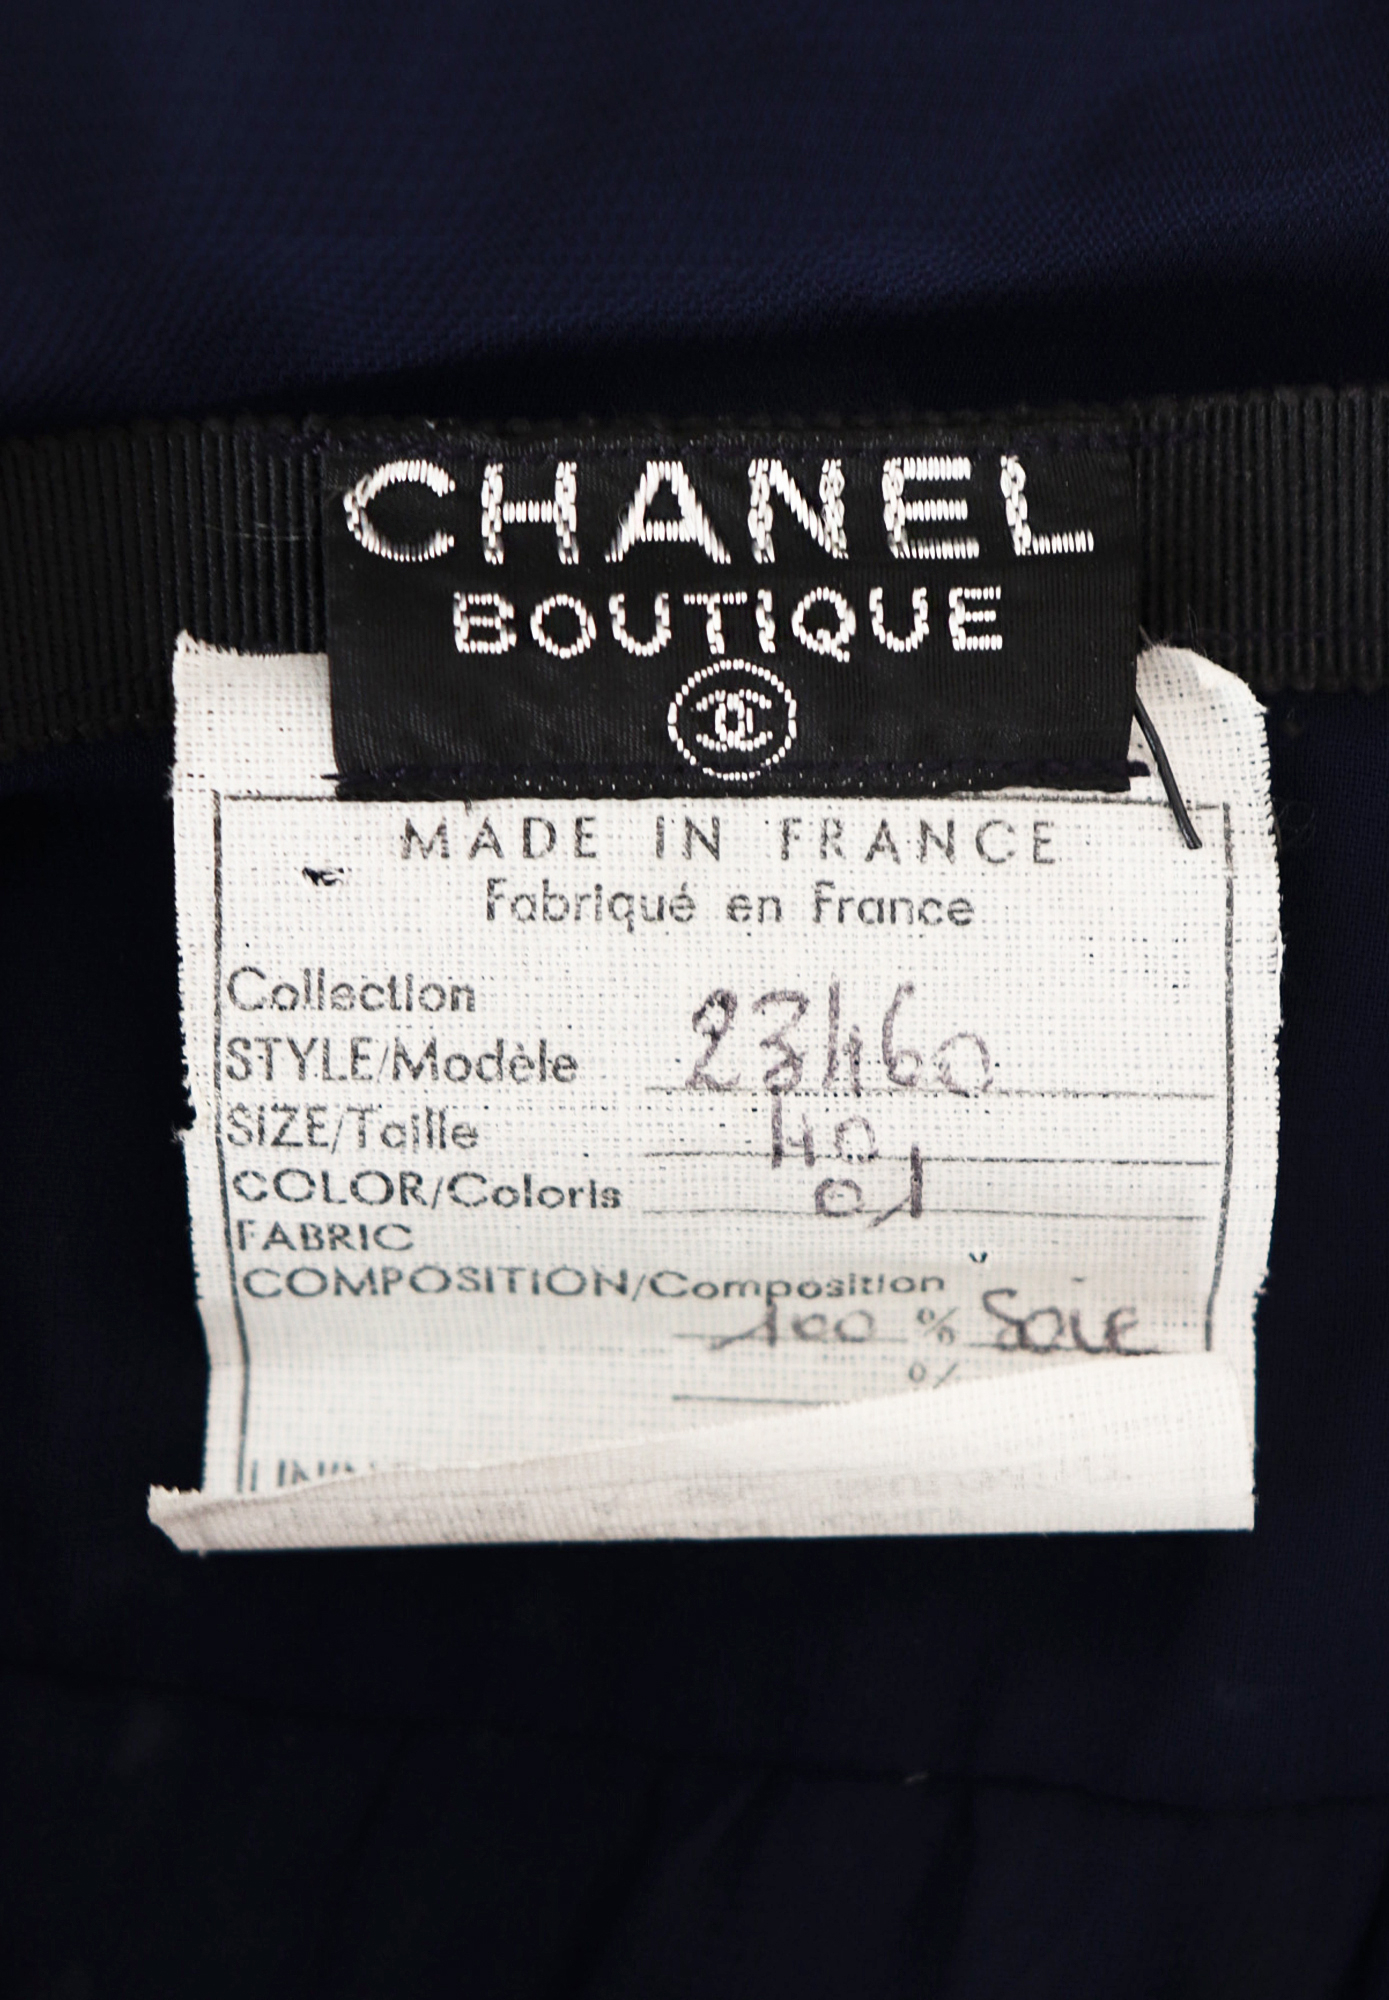 CHANEL
BOUTIQUE
MADE IN FRANCE
Fabriqué en France
Collection
STYLE/Modèle 23460
SIZE/Taille 40
COLOR/Coloris 01
FABRIC
COMPOSITION/Composition
100 % Soie
%